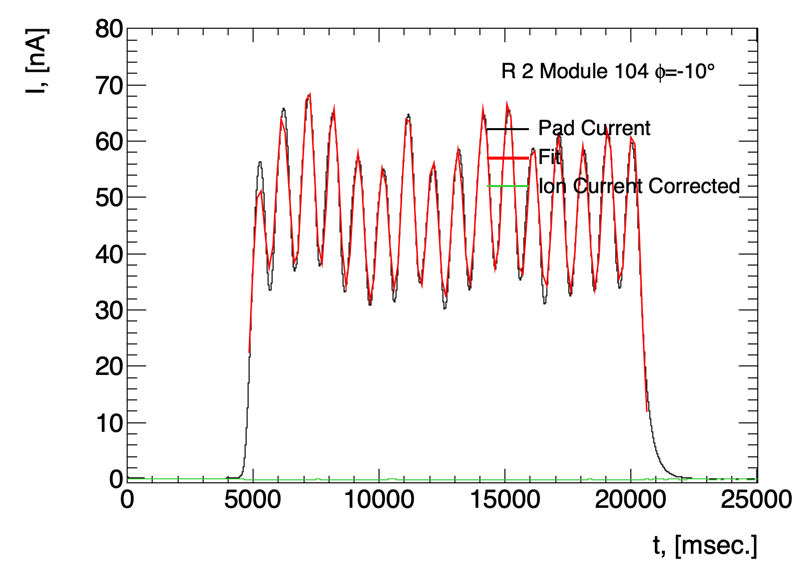 I, [nA]
80
70
60
50
40
30
20
10
0
R 2 Module 104 ϕ=-10°
Pad Current
Fit
Ion Current Corrected
0 5000 10000 15000 20000 25000
t, [msec.]